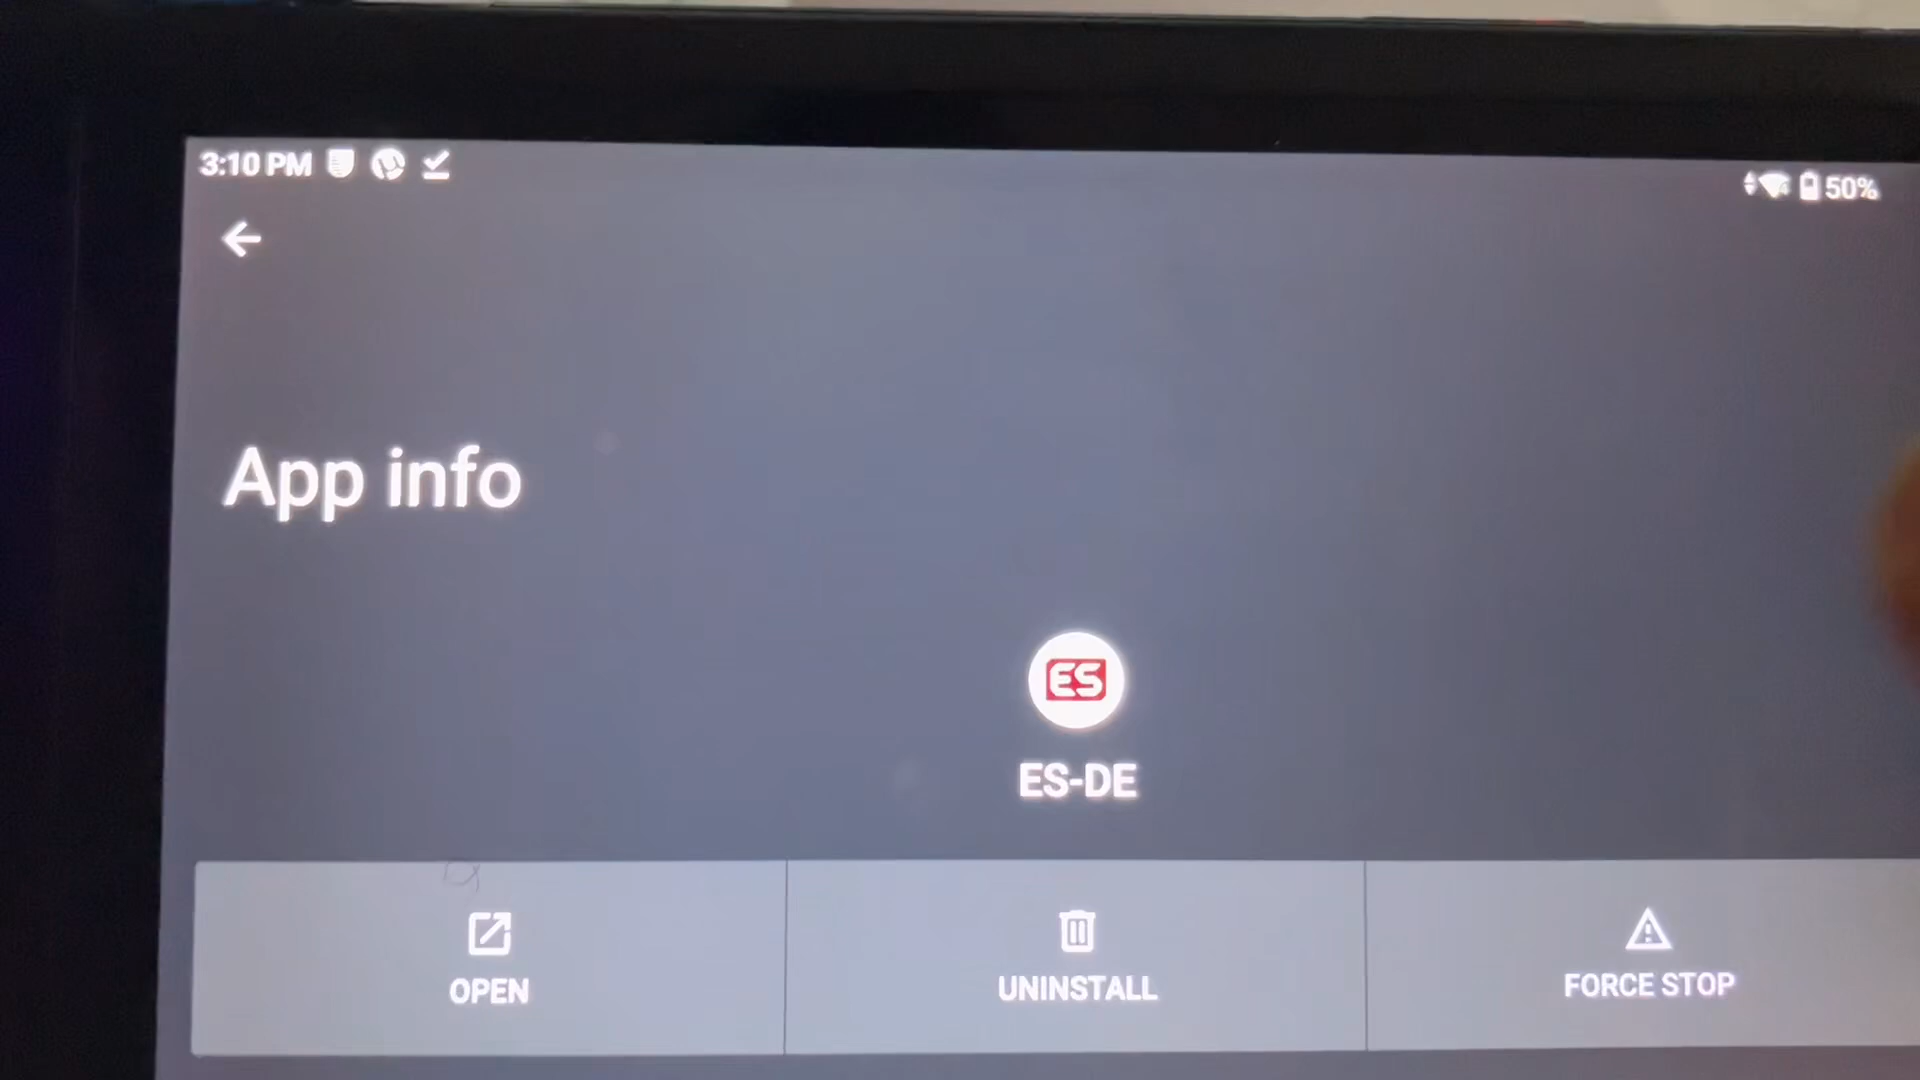 3:10 PM
50%
App info
ES
ES-DE
OPEN
UNINSTALL
FORCE STOP